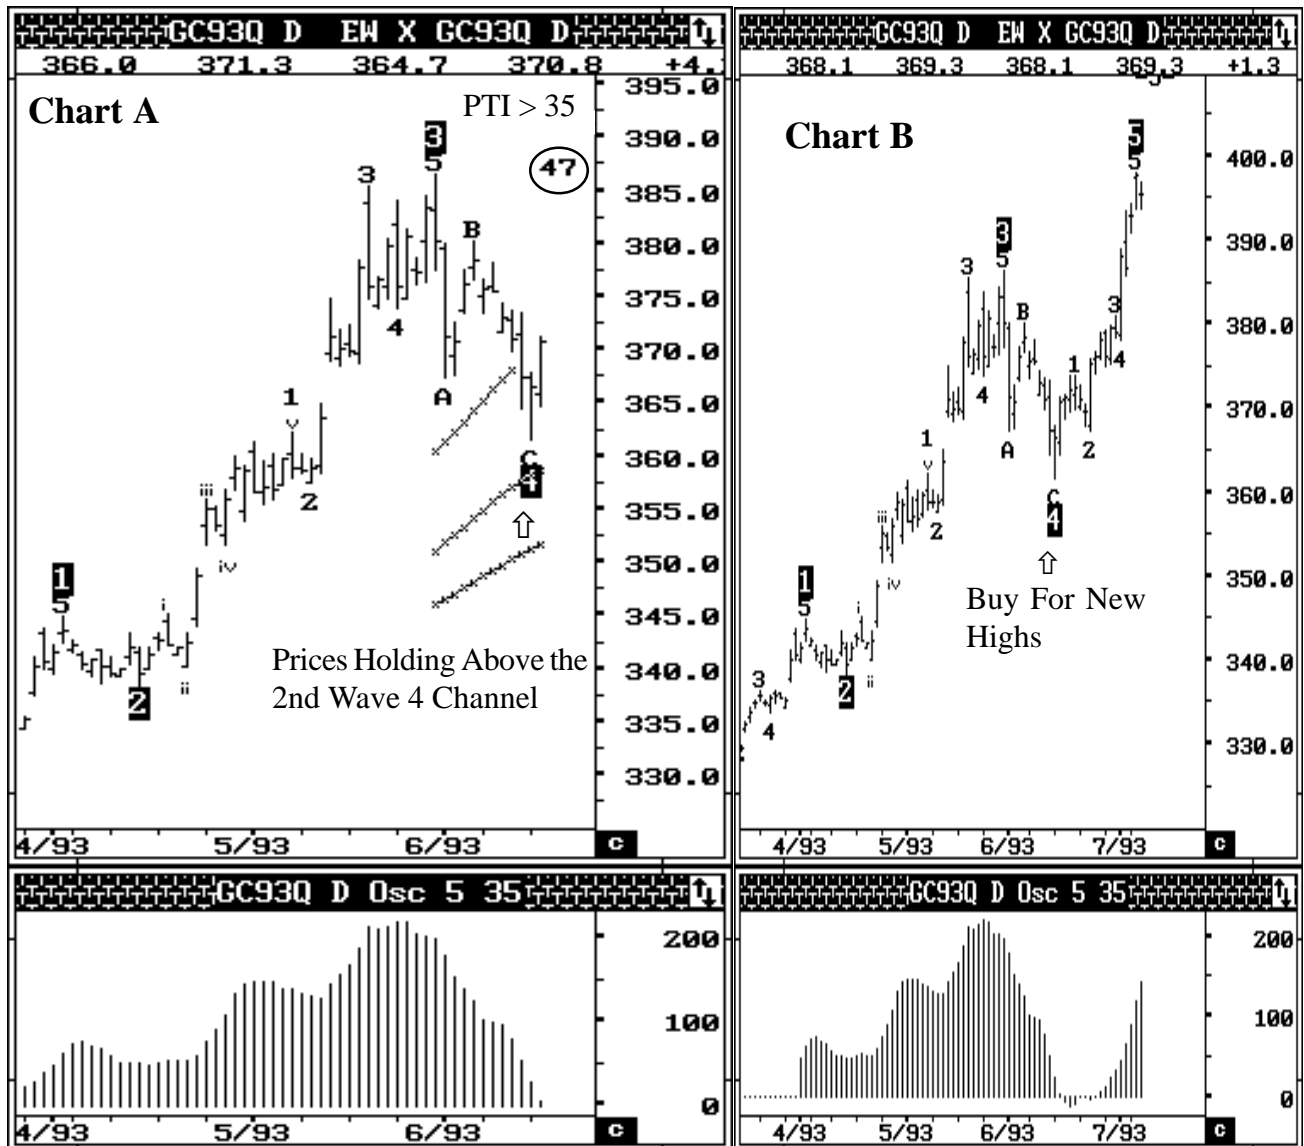 GC93Q D EW X GC93Q D
366.0 371.3 364.7 370.8 +4.
Chart A
PTI > 35
47
395.0
390.0
385.0
380.0
375.0
370.0
365.0
360.0
355.0
350.0
345.0
340.0
335.0
330.0
3
5
3
B
4
A
1
v
2
iii
iv
C
4
1
5
i
ii
2
Prices Holding Above the
2nd Wave 4 Channel
4/93 5/93 6/93 C
GC93Q D Osc 5 35
200
100
0
4/93 5/93 6/93 C
GC93Q D EW X GC93Q D
368.1 369.3 368.1 369.3 +1.3
Chart B
5
5
400.0
390.0
380.0
370.0
360.0
350.0
340.0
330.0
3
5
3
B
4
A
1
v
2
iii
iv
C
4
1
2
3
4
1
5
i
ii
2
3
4
Buy For New
Highs
4/93 5/93 6/93 7/93 C
GC93Q D Osc 5 35
200
100
0
4/93 5/93 6/93 7/93 C